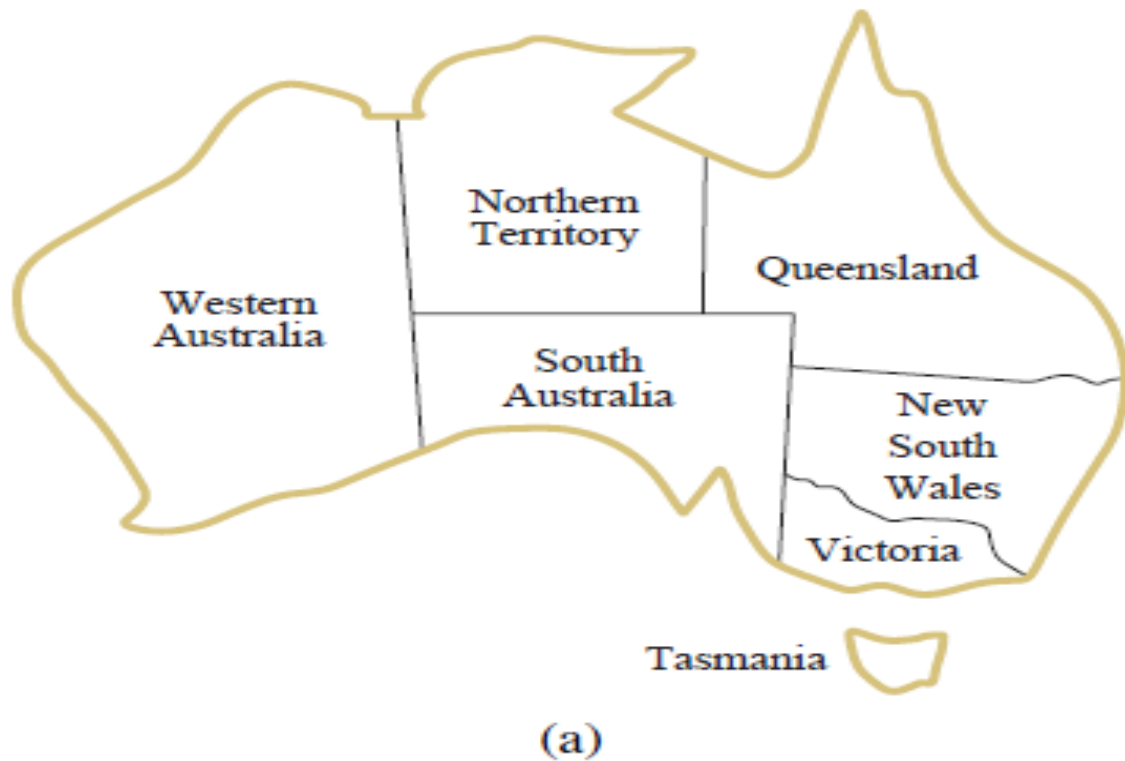 Northern
Territory
Queensland
Western
Australia
South
Australia
New
South
Wales
Victoria
Tasmania
(a)